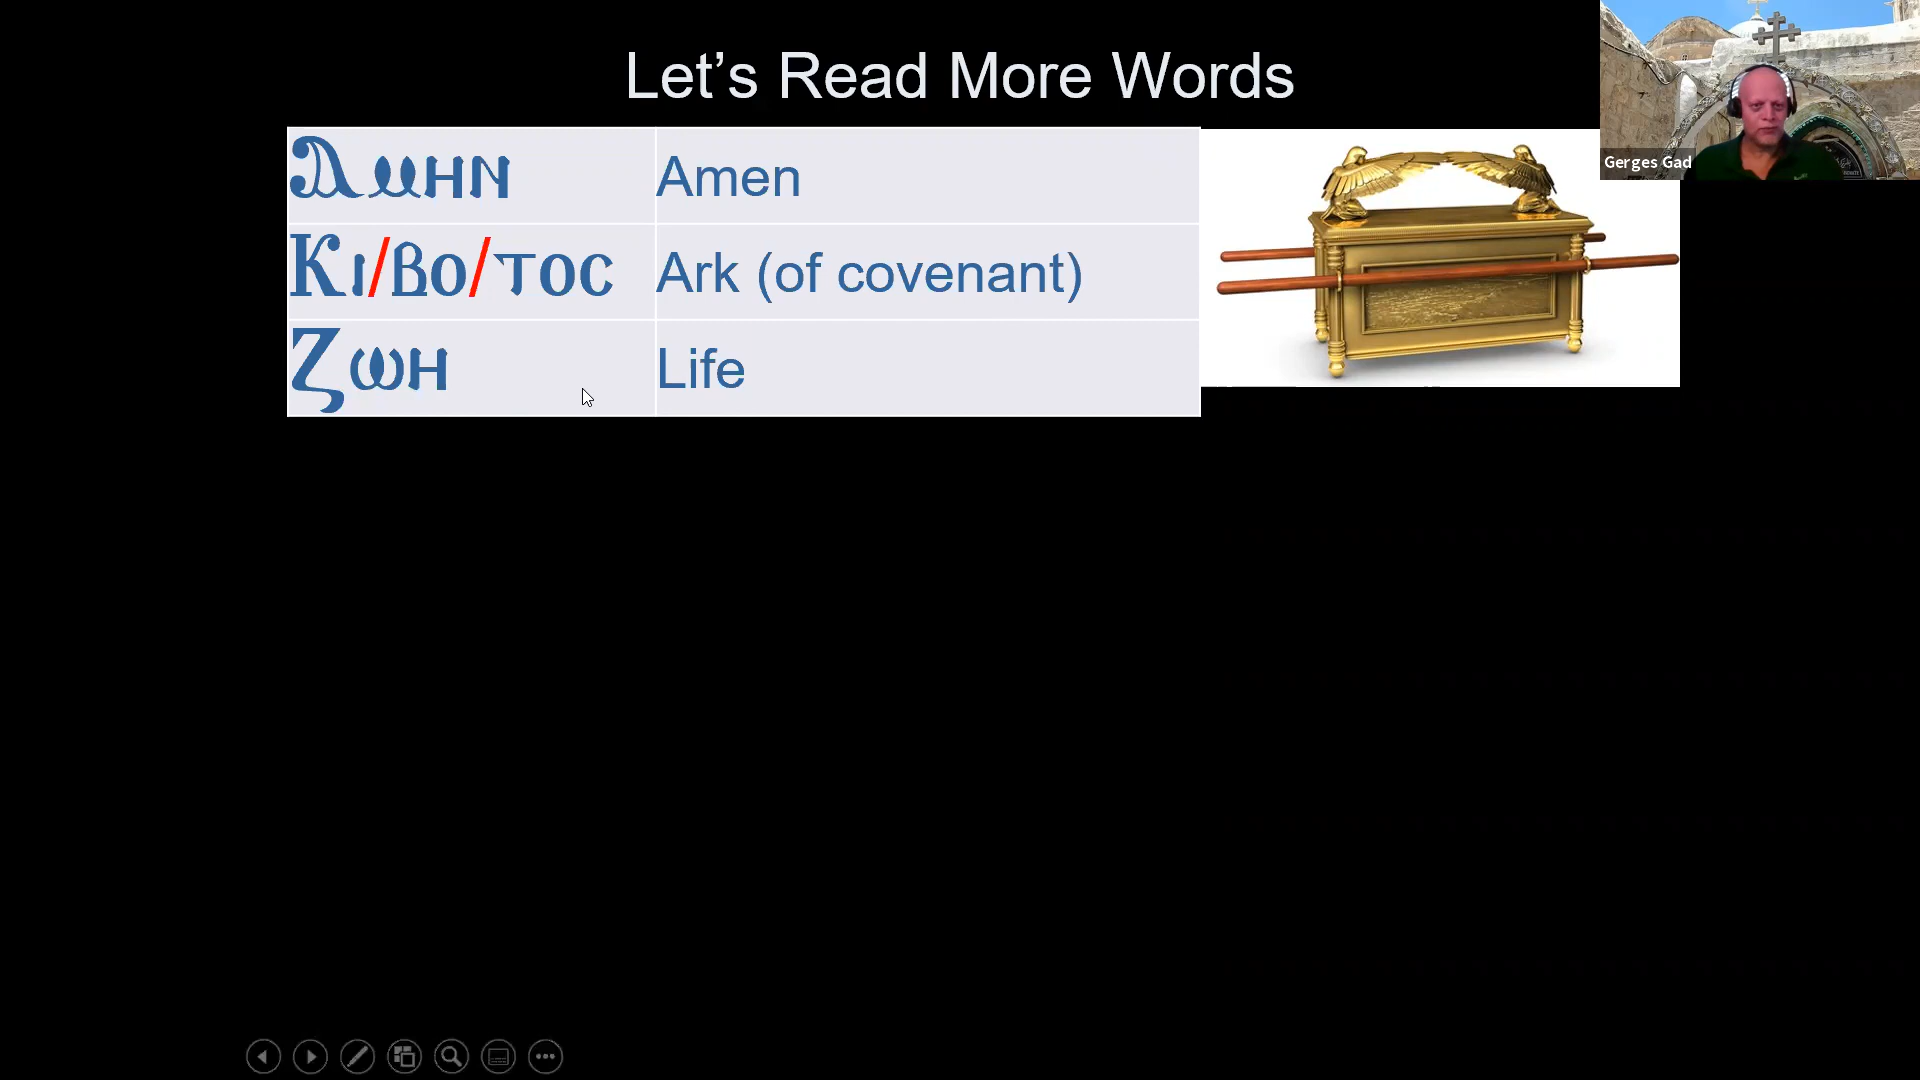 Let’s Read More Words
Ⲁⲙⲏⲛ Amen
Ⲕⲓ/ⲃⲟ/ⲧⲟⲥ Ark (of covenant)
Ⲍⲱⲏ Life
Gerges Gad